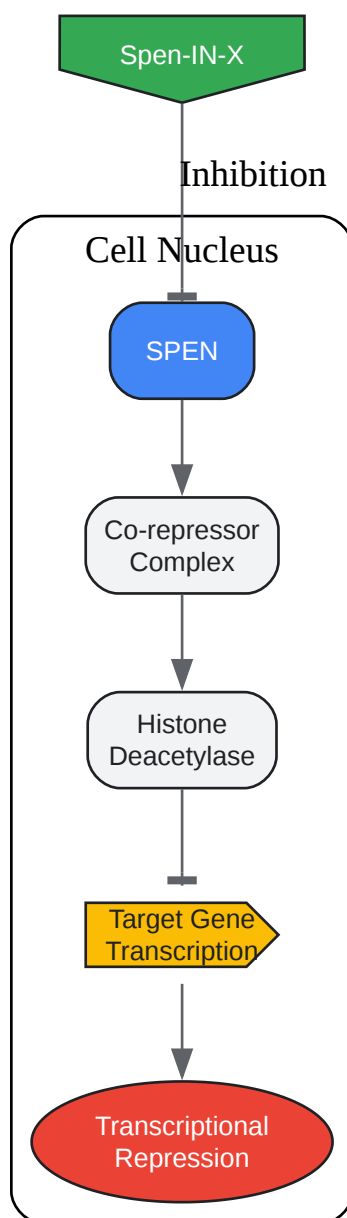 Spen-IN-X
Inhibition
Cell Nucleus
SPEN
Co-repressor
Complex
Histone
Deacetylase
Target Gene
Transcription
Transcriptional
Repression